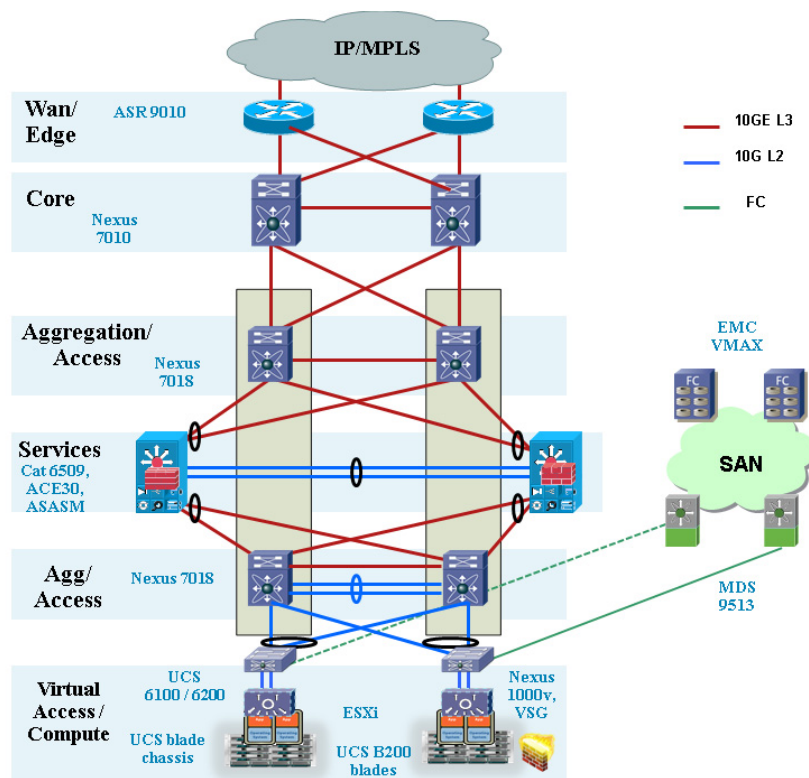 IP/MPLS
Wan/
Edge
ASR 9010
10GE L3
10G L2
FC
Core
Nexus
7010
Aggregation/
Access
Nexus
7018
EMC
VMAX
FC
FC
SAN
Services
Cat 6509,
ACE30,
ASASM
Agg/
Access
Nexus 7018
MDS
9513
Virtual
Access /
Compute
UCS
6100 / 6200
ESXi
Nexus
1000v,
VSG
UCS blade
chassis
UCS B200
blades